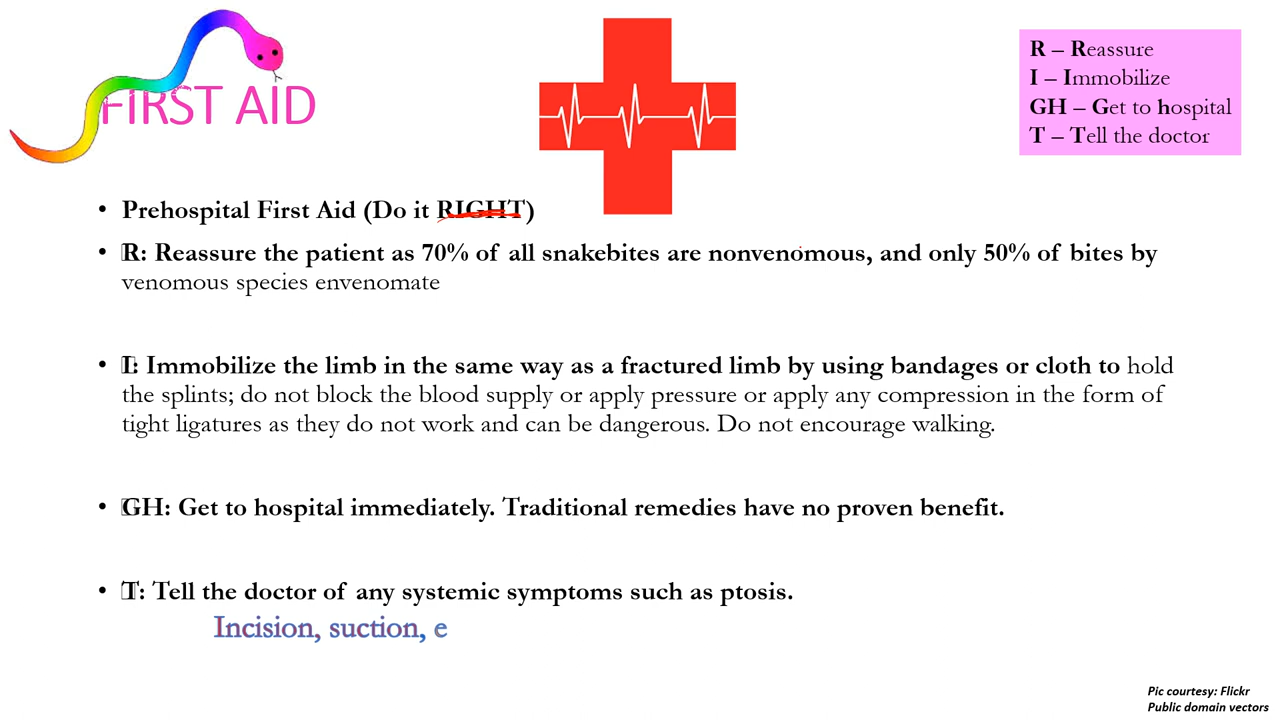 FIRST AID
R – Reassure
I – Immobilize
GH – Get to hospital
T – Tell the doctor
• Prehospital First Aid (Do it RIGHT)
• R: Reassure the patient as 70% of all snakebites are nonvenomous, and only 50% of bites by
venomous species envenomate
• I: Immobilize the limb in the same way as a fractured limb by using bandages or cloth to hold
the splints; do not block the blood supply or apply pressure or apply any compression in the form of
tight ligatures as they do not work and can be dangerous. Do not encourage walking.
• GH: Get to hospital immediately. Traditional remedies have no proven benefit.
• T: Tell the doctor of any systemic symptoms such as ptosis.
Incision, suction, e
Pic courtesy: Flickr
Public domain vectors